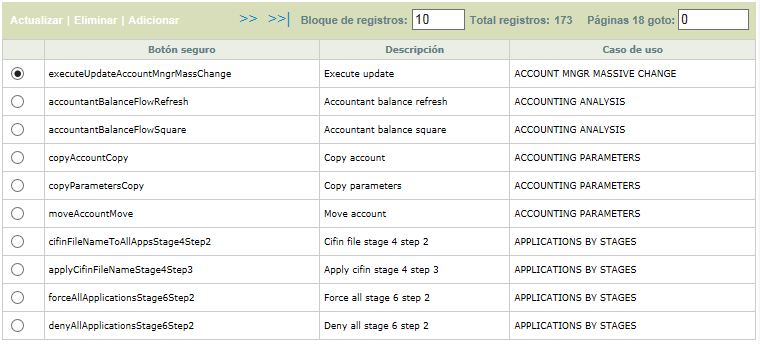 Actualizar | Eliminar | Adicionar >> >>| Bloque de registros: 10 Total registros: 173 Páginas 18 goto: 0
Botón seguro Descripción Caso de uso
executeUpdateAccountMngrMassChange Execute update ACCOUNT MNGR MASSIVE CHANGE
accountantBalanceFlowRefresh Accountant balance refresh ACCOUNTING ANALYSIS
accountantBalanceFlowSquare Accountant balance square ACCOUNTING ANALYSIS
copyAccountCopy Copy account ACCOUNTING PARAMETERS
copyParametersCopy Copy parameters ACCOUNTING PARAMETERS
moveAccountMove Move account ACCOUNTING PARAMETERS
cifinFileNameToAllAppsStage4Step2 Cifin file stage 4 step 2 APPLICATIONS BY STAGES
applyCifinFileNameStage4Step3 Apply cifin stage 4 step 3 APPLICATIONS BY STAGES
forceAllApplicationsStage6Step2 Force all stage 6 step 2 APPLICATIONS BY STAGES
denyAllApplicationsStage6Step2 Deny all stage 6 step 2 APPLICATIONS BY STAGES